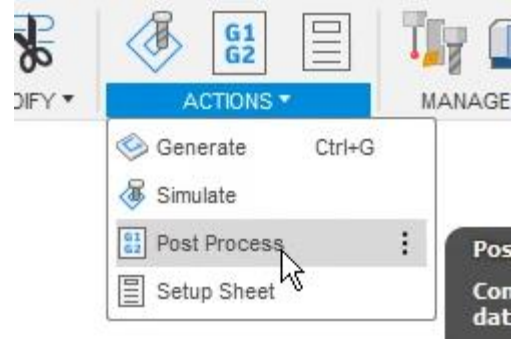 G1
G2
DIFY ▾
ACTIONS ▾
MANAGE
Generate Ctrl+G
Simulate
G1
G2
Post Process
Setup Sheet
Pos
Con
dat